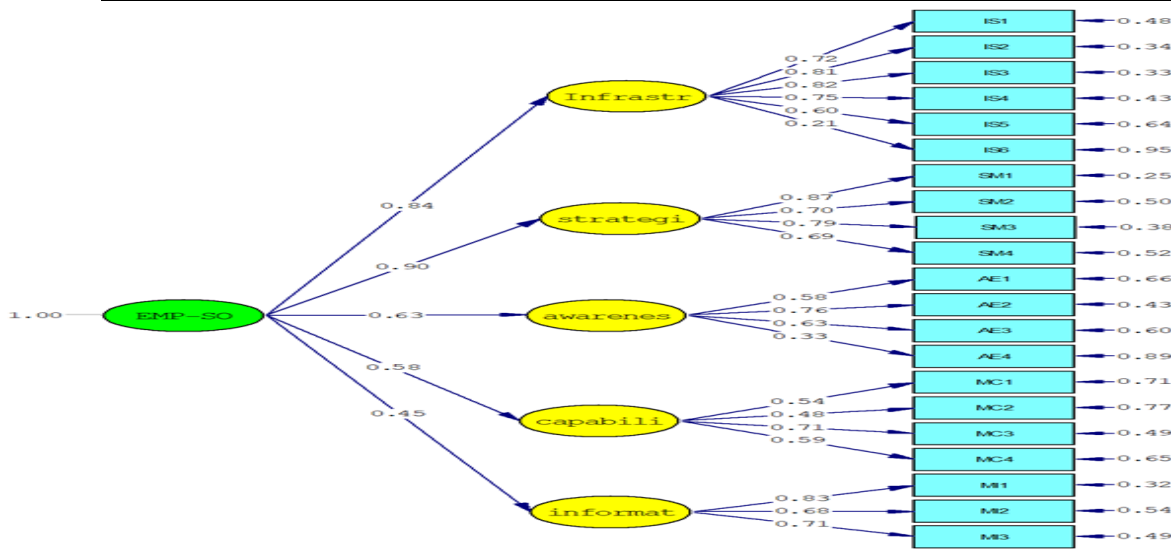 IS1 0.48
0.72 IS2 0.34
0.81 IS3 0.33
0.82
Infrastr 0.75 IS4 0.43
0.60 IS5 0.64
0.21 IS6 0.95
SM1 0.25
0.84 0.87 SM2 0.50
strategi 0.70
0.79 SM3 0.38
0.69 SM4 0.52
0.90 AE1 0.66
0.58 AE2 0.43
1.00 EMP-SO 0.63 awarenes 0.76
0.63 AE3 0.60
0.33 AE4 0.89
0.58 MC1 0.71
0.54 MC2 0.77
0.45 capabili 0.48
0.71 MC3 0.49
0.59 MC4 0.65
MI1 0.32
0.83
informat 0.68 MI2 0.54
0.71 MI3 0.49